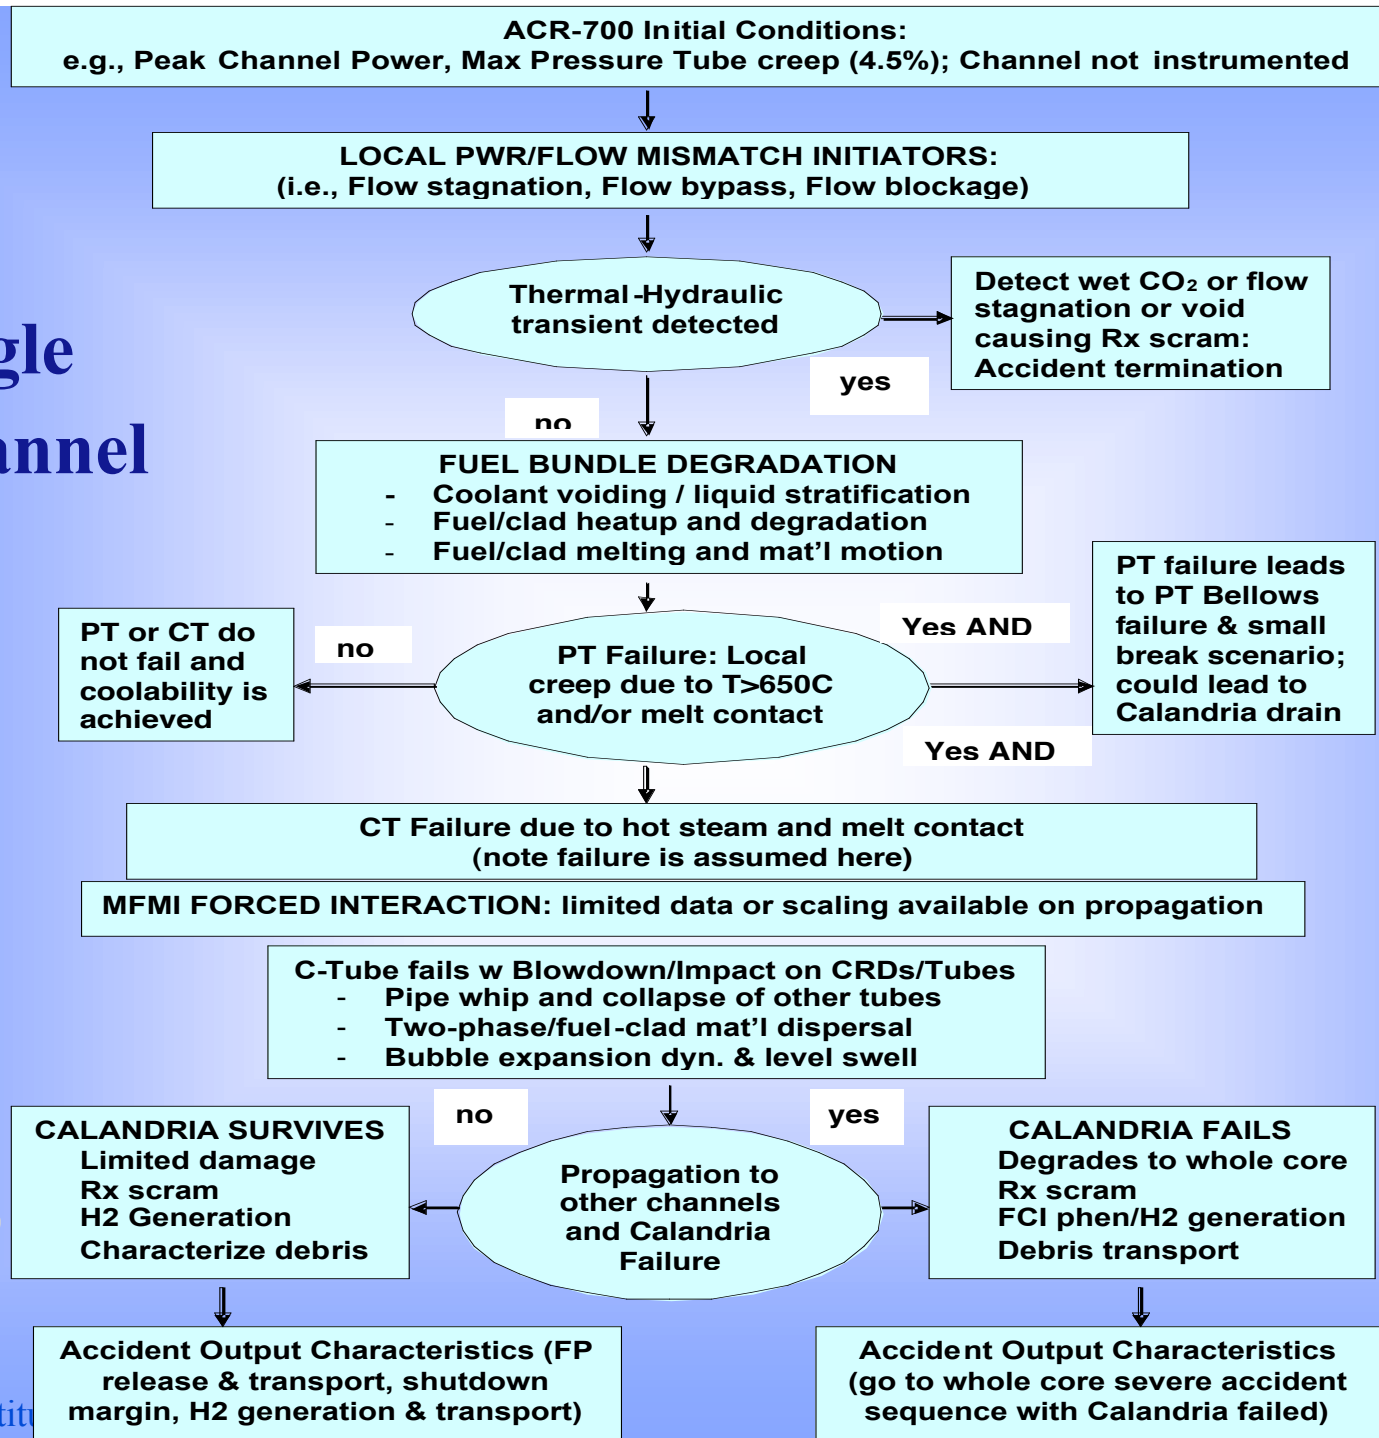 ACR-700 Initial Conditions:
e.g., Peak Channel Power, Max Pressure Tube creep (4.5%); Channel not instrumented
LOCAL PWR/FLOW MISMATCH INITIATORS:
(i.e., Flow stagnation, Flow bypass, Flow blockage)
Thermal-Hydraulic
transient detected
Detect wet CO₂ or flow
stagnation or void
causing Rx scram:
Accident termination
yes
no
gle
annel
FUEL BUNDLE DEGRADATION
- Coolant voiding / liquid stratification
- Fuel/clad heatup and degradation
- Fuel/clad melting and mat'l motion
PT or CT do
not fail and
coolability is
achieved
no
PT Failure: Local
creep due to T>650C
and/or melt contact
Yes AND
Yes AND
PT failure leads
to PT Bellows
failure & small
break scenario;
could lead to
Calandria drain
CT Failure due to hot steam and melt contact
(note failure is assumed here)
MFMI FORCED INTERACTION: limited data or scaling available on propagation
C-Tube fails w Blowdown/Impact on CRDs/Tubes
- Pipe whip and collapse of other tubes
- Two-phase/fuel-clad mat'l dispersal
- Bubble expansion dyn. & level swell
no
yes
CALANDRIA SURVIVES
Limited damage
Rx scram
H2 Generation
Characterize debris
Propagation to
other channels
and Calandria
Failure
CALANDRIA FAILS
Degrades to whole core
Rx scram
FCI phen/H2 generation
Debris transport
Accident Output Characteristics (FP
release & transport, shutdown
margin, H2 generation & transport)
Accident Output Characteristics
(go to whole core severe accident
sequence with Calandria failed)
titu